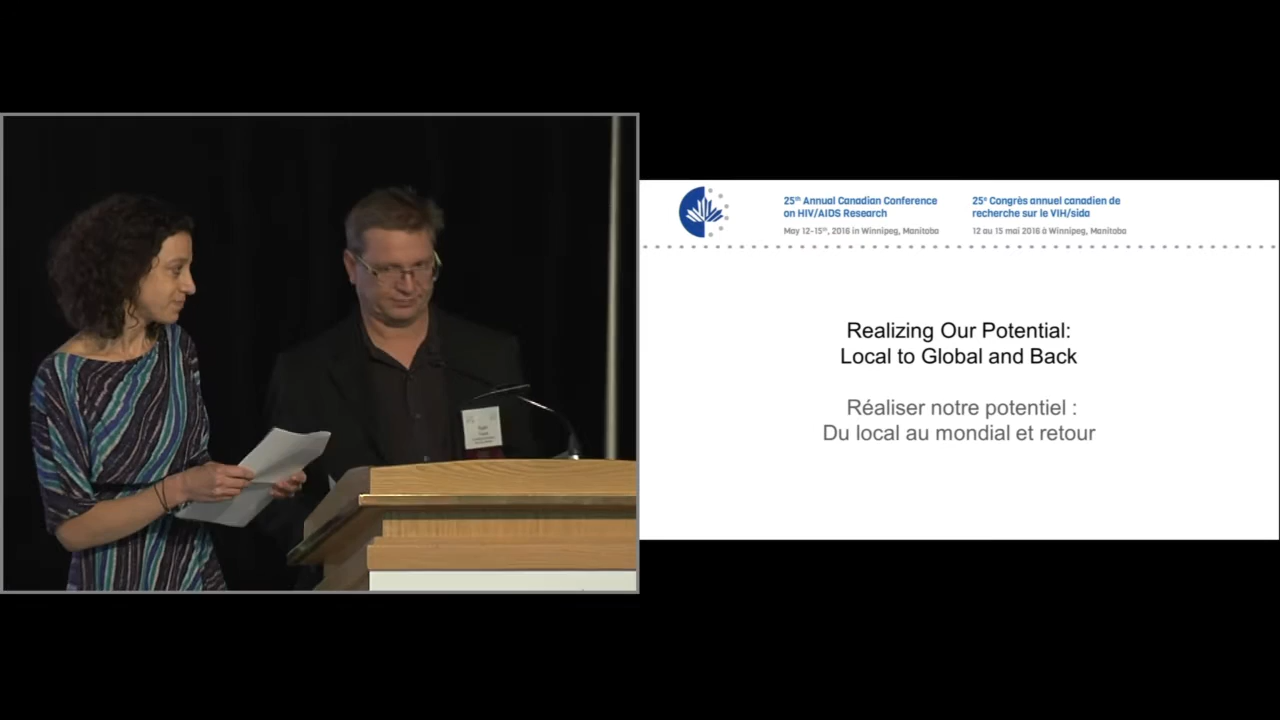 25th Annual Canadian Conference
on HIV/AIDS Research
May 12-15th, 2016 in Winnipeg, Manitoba
25e Congrès annuel canadien de
recherche sur le VIH/sida
12 au 15 mai 2016 à Winnipeg, Manitoba
Realizing Our Potential:
Local to Global and Back
Réaliser notre potentiel :
Du local au mondial et retour